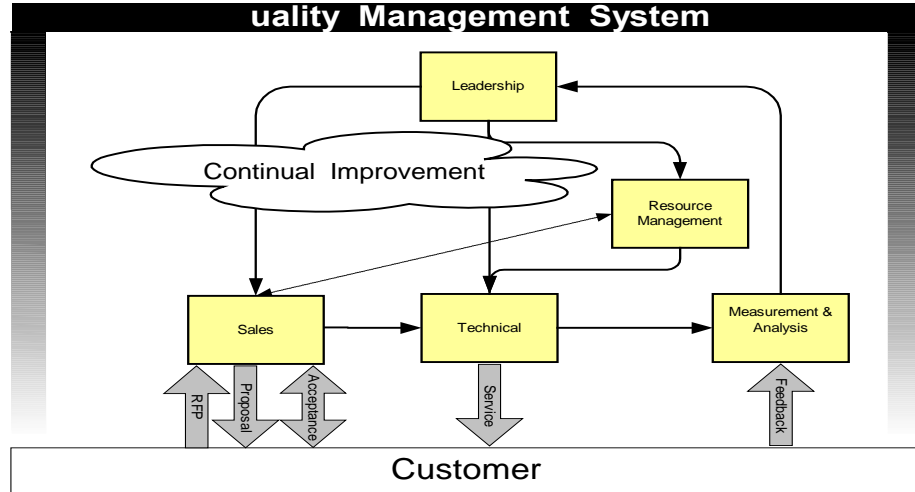 uality Management System
Leadership
Continual Improvement
Resource
Management
Sales
Technical
Measurement &
Analysis
RFP
Proposal
Acceptance
Service
Feedback
Customer